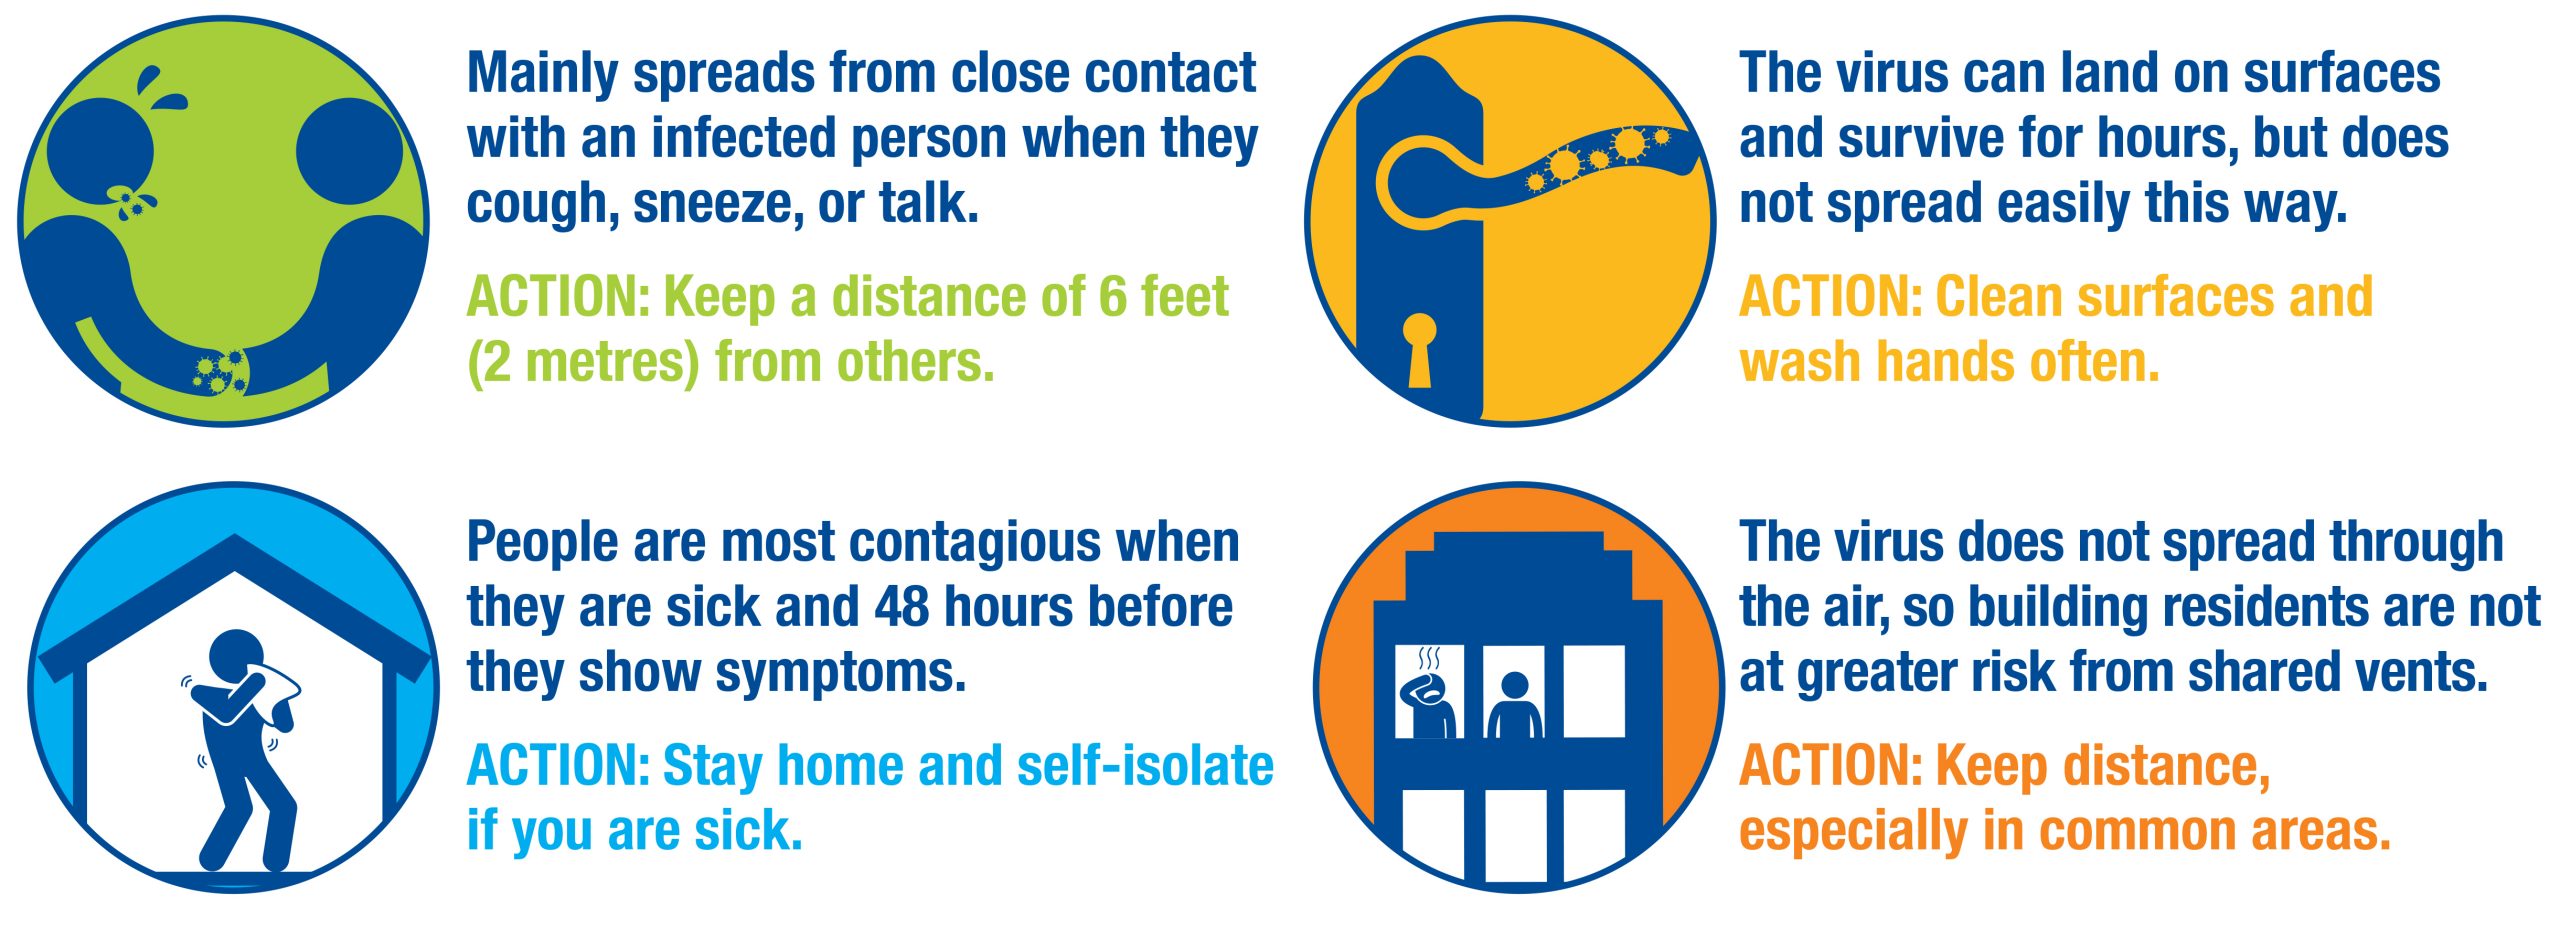 Mainly spreads from close contact
with an infected person when they
cough, sneeze, or talk.
ACTION: Keep a distance of 6 feet
(2 metres) from others.
The virus can land on surfaces
and survive for hours, but does
not spread easily this way.
ACTION: Clean surfaces and
wash hands often.
People are most contagious when
they are sick and 48 hours before
they show symptoms.
ACTION: Stay home and self-isolate
if you are sick.
The virus does not spread through
the air, so building residents are not
at greater risk from shared vents.
ACTION: Keep distance,
especially in common areas.